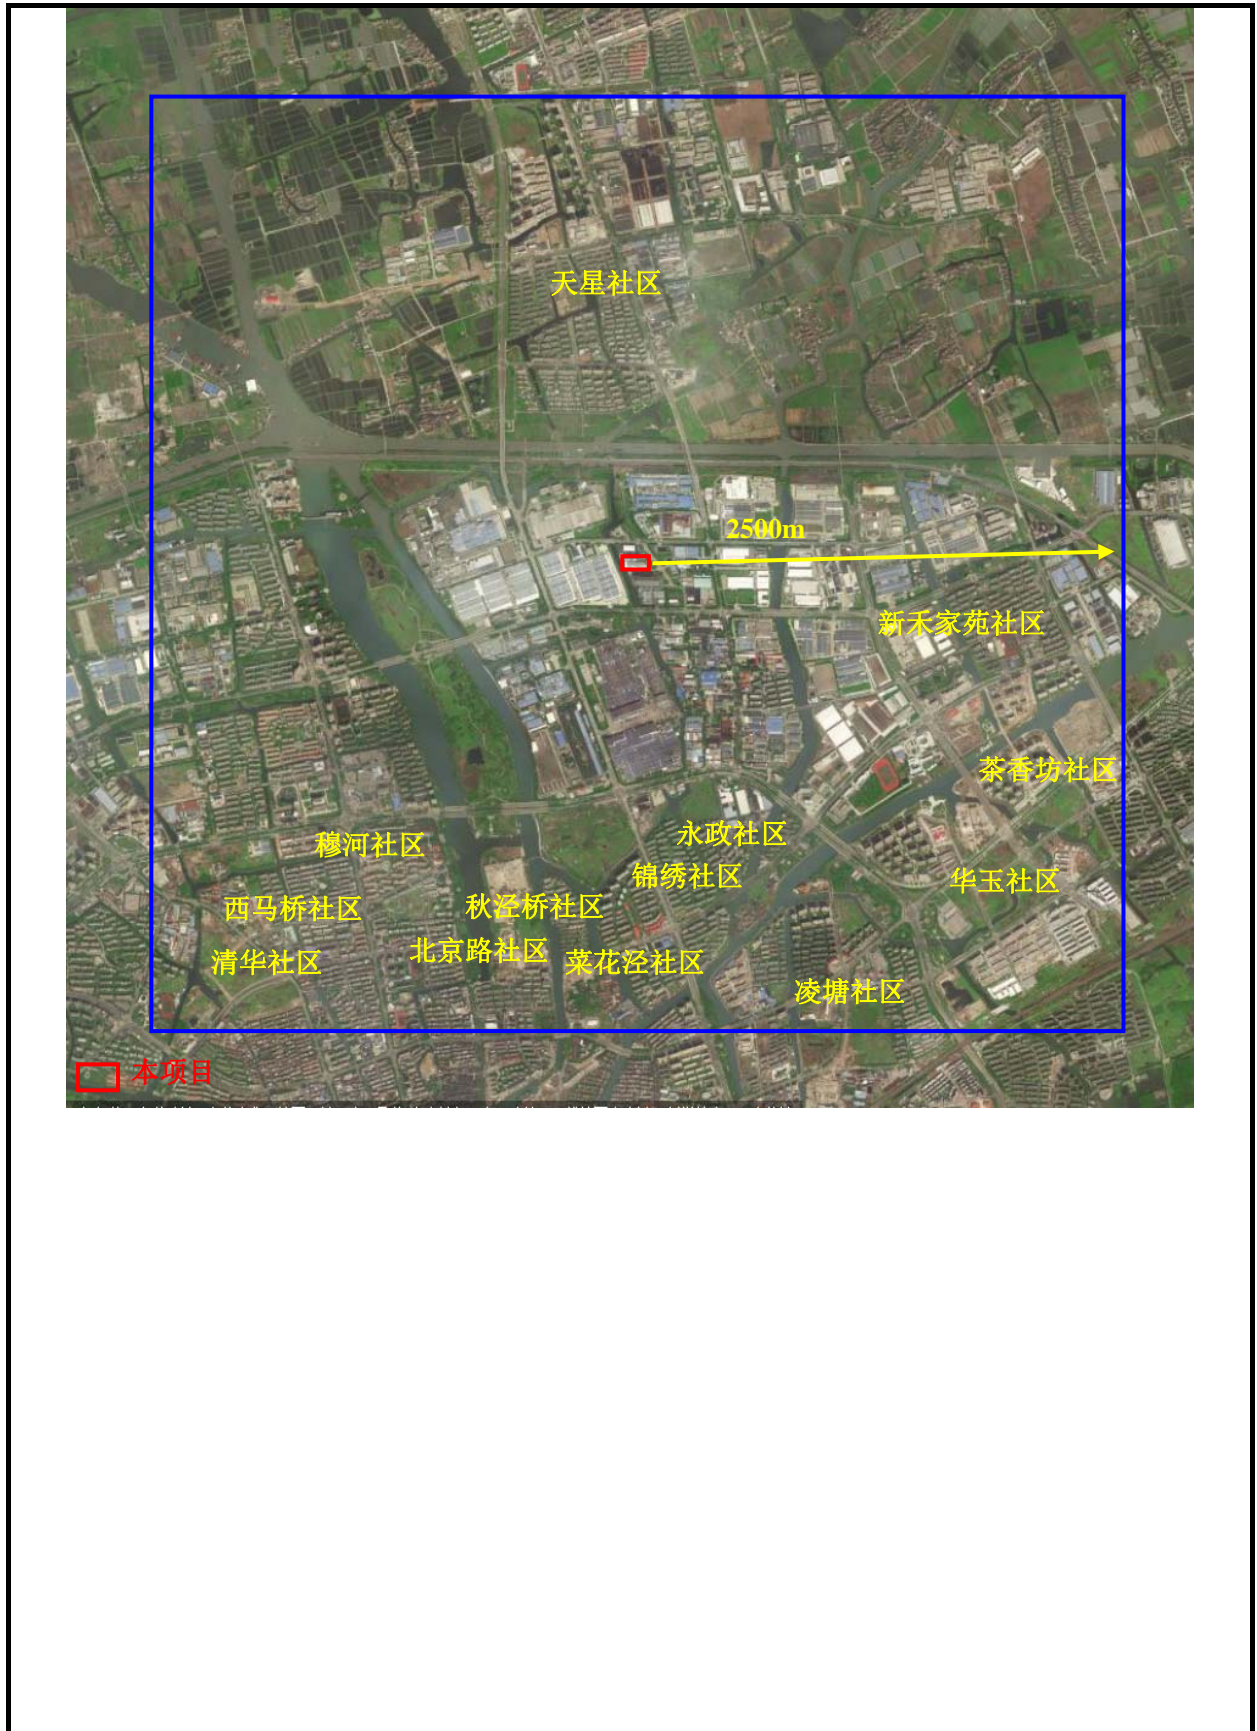 天星社区
2500m
新禾家苑社区
茶香坊社区
永政社区
穆河社区
锦绣社区
华玉社区
西马桥社区
秋泾桥社区
北京路社区
清华社区
菜花泾社区
凌塘社区
本项目